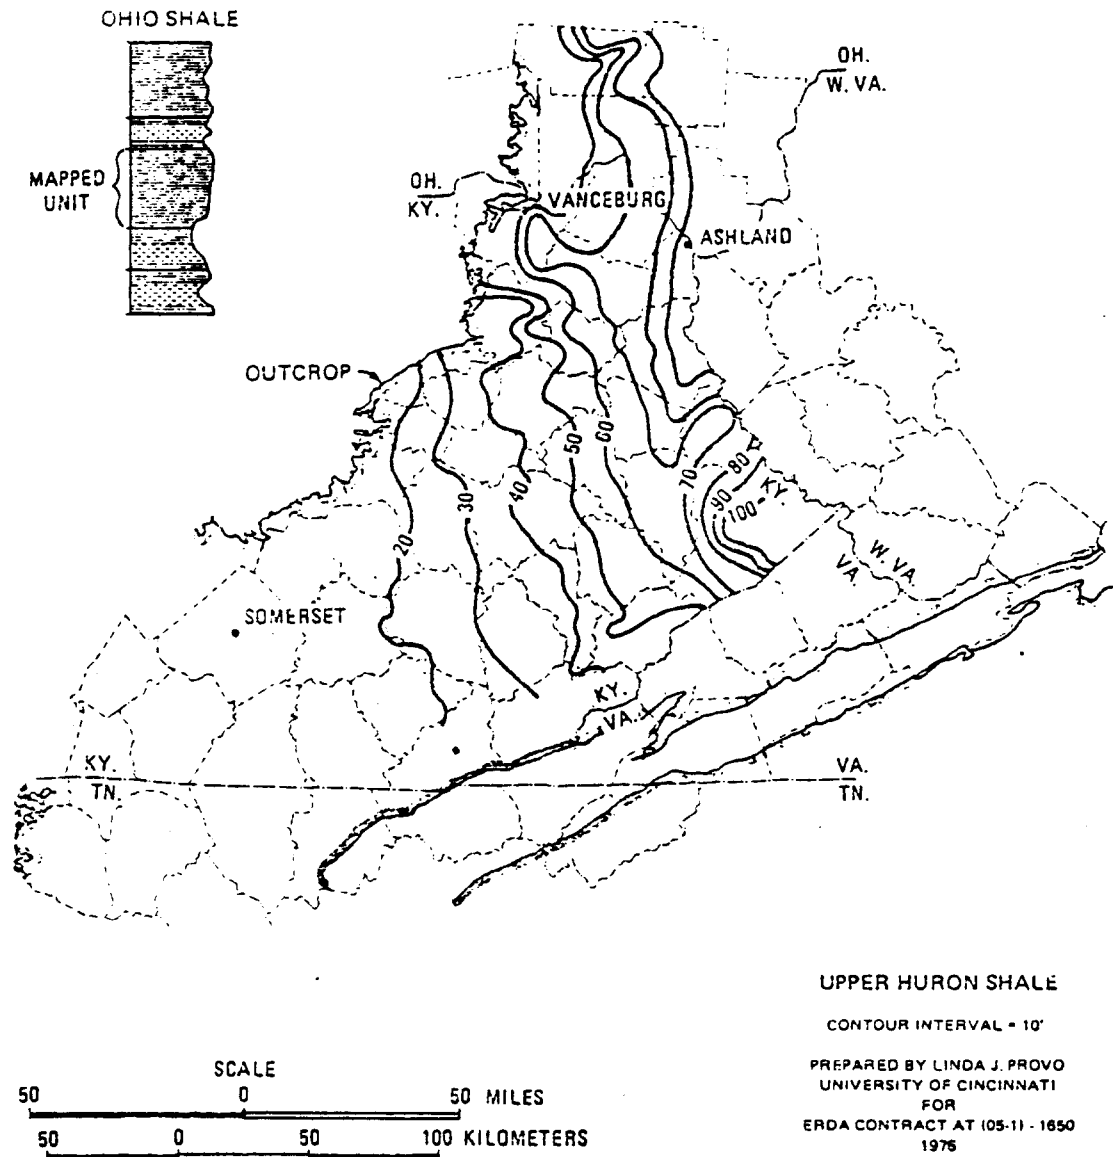 OHIO SHALE
MAPPED
UNIT
OH.
W. VA.
OH.
KY.
VANCEBURG
ASHLAND
OUTCROP
20
30
40
50
60
70
80
90
100
KY.
W. VA.
VA
SOMERSET
KY.
VA.
KY.
TN.
VA.
TN.
UPPER HURON SHALE
CONTOUR INTERVAL = 10'
PREPARED BY LINDA J. PROVO
UNIVERSITY OF CINCINNATI
FOR
ERDA CONTRACT AT (05-1) - 1650
1976
SCALE
50 0 50 MILES
50 0 100 KILOMETERS